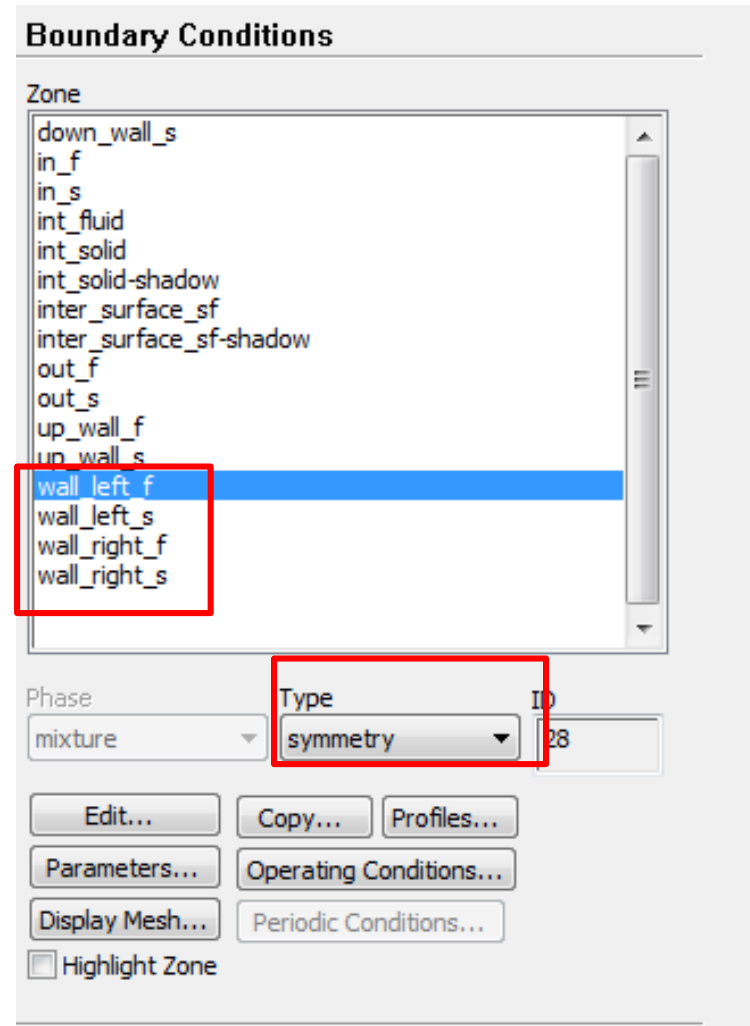 Boundary Conditions
Zone
down_wall_s
in_f
in_s
int_fluid
int_solid
int_solid-shadow
inter_surface_sf
inter_surface_sf-shadow
out_f
out_s
up_wall_f
up_wall_s
wall_left_f
wall_left_s
wall_right_f
wall_right_s
Phase Type ID
mixture symmetry 28
Edit... Copy... Profiles...
Parameters... Operating Conditions...
Display Mesh... Periodic Conditions...
Highlight Zone